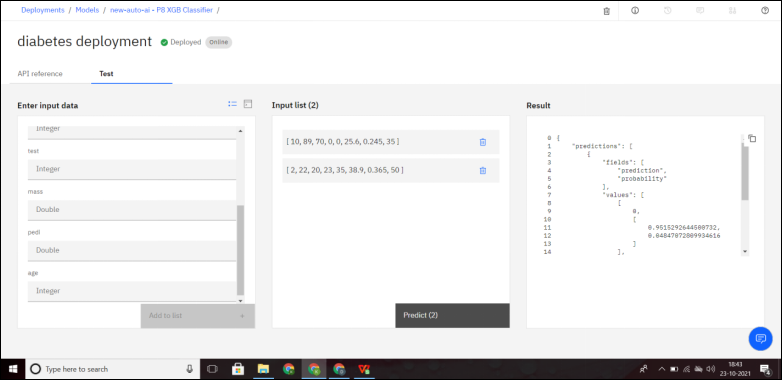 Deployments / Models / new-auto-ai - P8 XGB Classifier /
diabetes deployment Deployed Online
API reference Test
Enter input data
Integer
test
Integer
mass
Double
pedi
Double
age
Integer
Add to list +
Input list (2)
[ 10, 89, 70, 0, 0, 25.6, 0.245, 35 ]
[ 2, 22, 20, 23, 35, 38.9, 0.365, 50 ]
Predict (2)
Result
0 {
1 "predictions": [
2 {
3 "fields": [
4 "prediction",
5 "probability"
6 ],
7 "values": [
8 [
9 0,
10 [
11 0.9515292644500732,
12 0.04847072809934616
13 ]
14 ],
Type here to search
18:43
23-10-2021
4